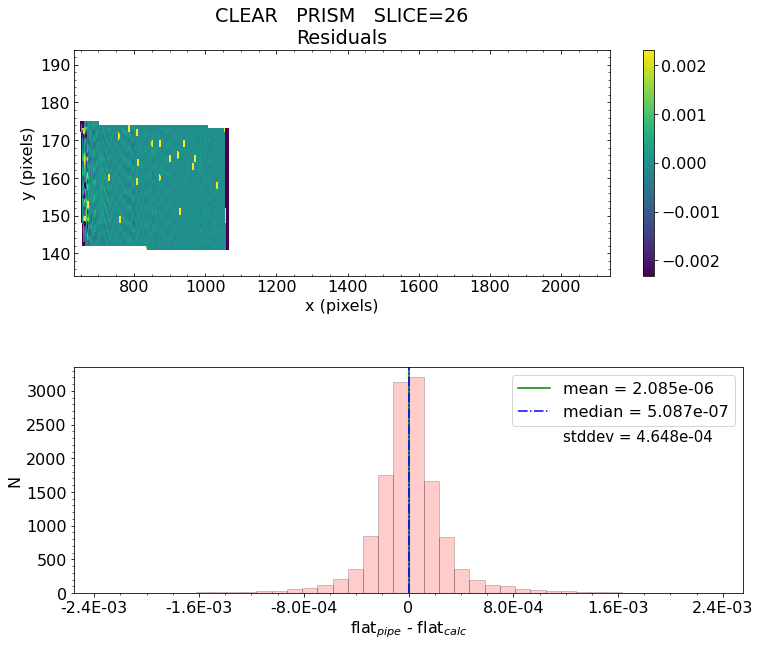 CLEAR PRISM SLICE=26
Residuals
190
180
170
160
150
140
y (pixels)
800 1000 1200 1400 1600 1800 2000
x (pixels)
0.002
0.001
0.000
−0.001
−0.002
3000
2500
2000
1500
1000
500
0
N
mean = 2.085e-06
median = 5.087e-07
stddev = 4.648e-04
-2.4E-03 -1.6E-03 -8.0E-04 0 8.0E-04 1.6E-03 2.4E-03
flat_pipe - flat_calc